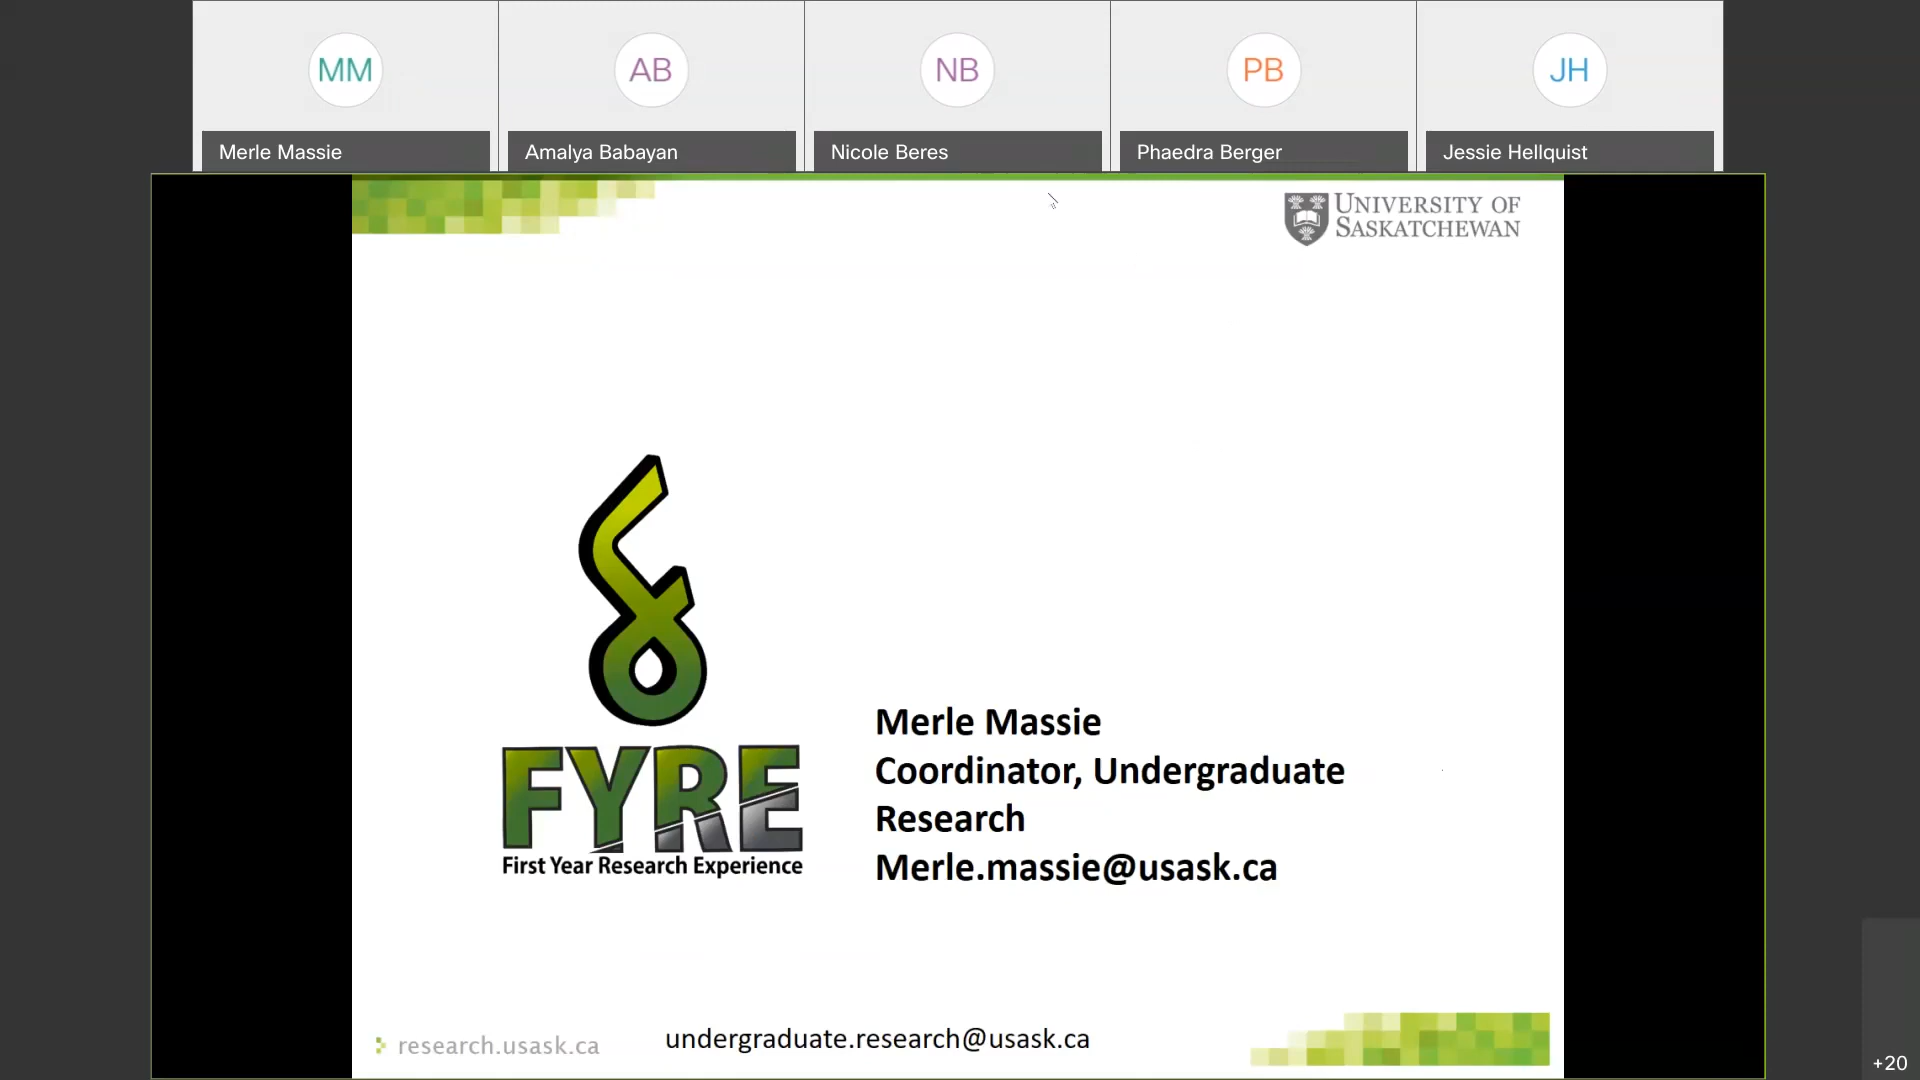 MM
AB
NB
PB
JH
Merle Massie
Amalya Babayan
Nicole Beres
Phaedra Berger
Jessie Hellquist
UNIVERSITY OF
SASKATCHEWAN
FYRE
First Year Research Experience
Merle Massie
Coordinator, Undergraduate
Research
Merle.massie@usask.ca
research.usask.ca
undergraduate.research@usask.ca
+20